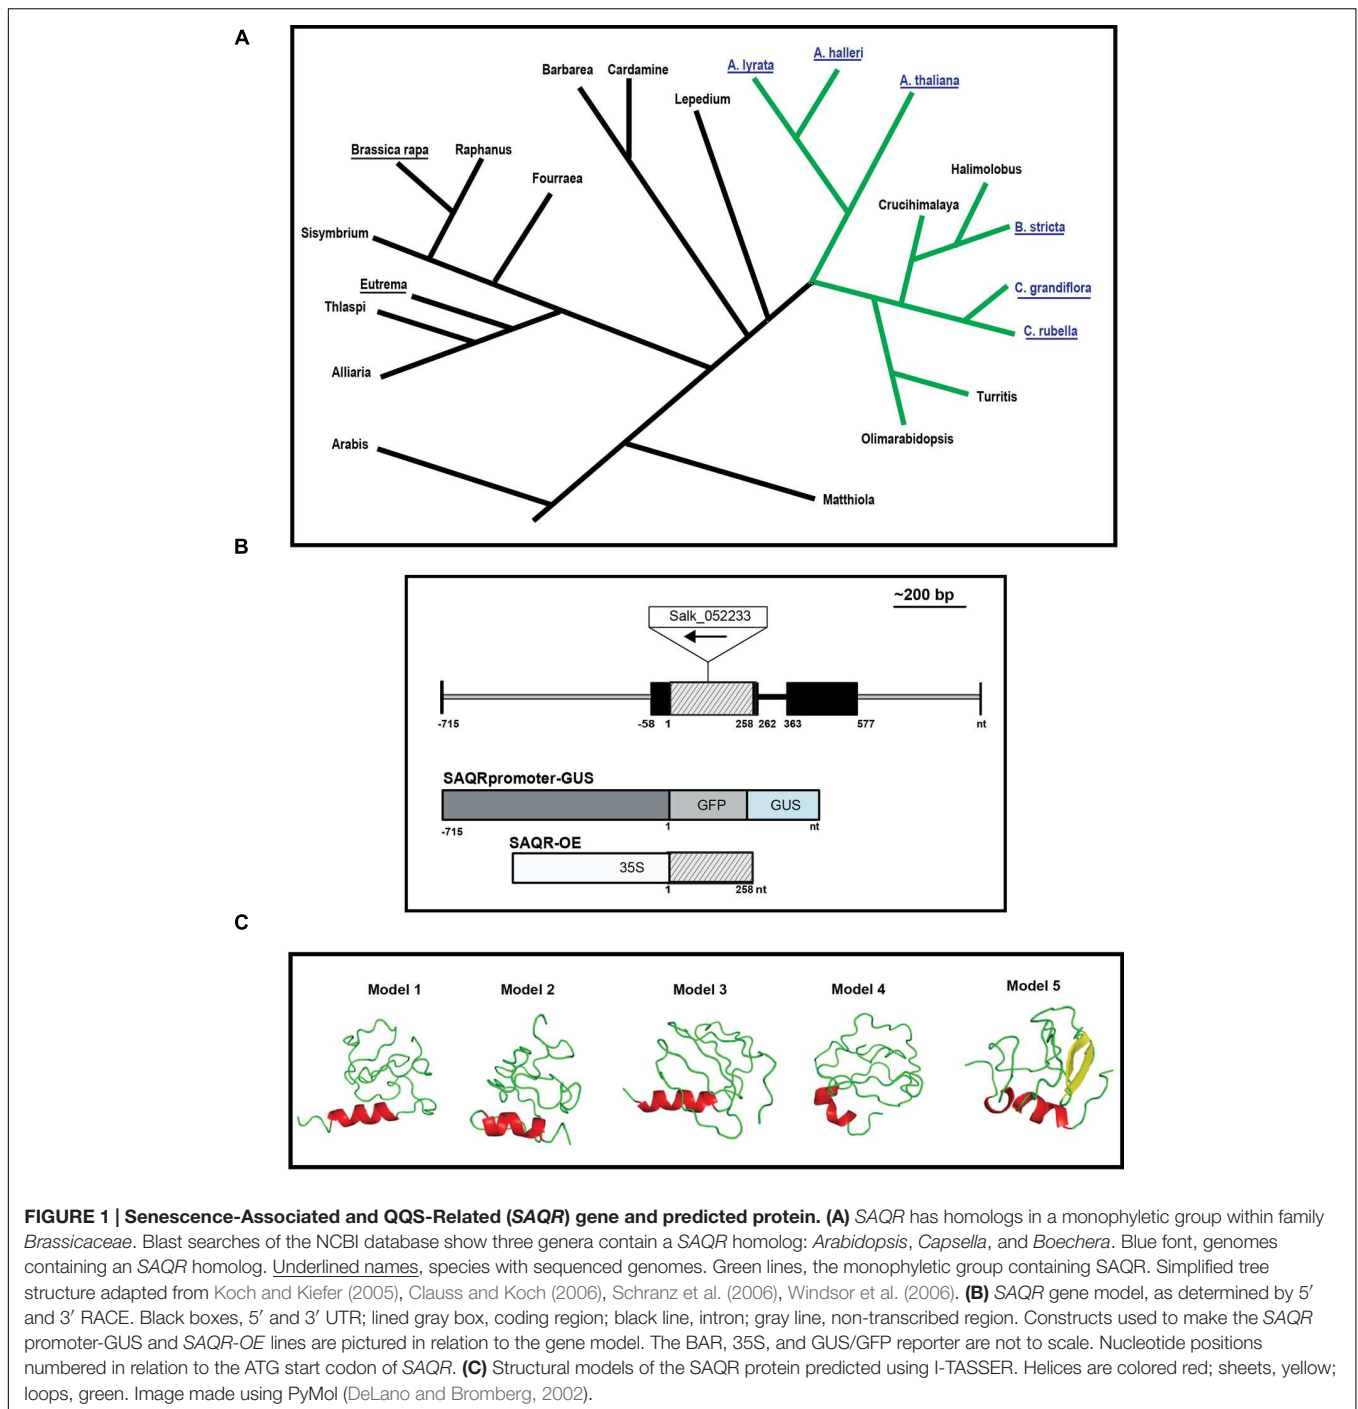 A
Barbarea
Cardamine
Lepedium
A. lyrata
A. halleri
A. thaliana
Brassica rapa
Raphanus
Fourraea
Halimolobus
Crucihimalaya
Sisymbrium
B. stricta
Eutrema
C. grandiflora
Thlaspi
C. rubella
Alliaria
Turritis
Arabis
Olimarabidopsis
Matthiola
B
~200 bp
Salk_052233
-715
-58
1
258
262
363
577
nt
SAQRpromoter-GUS
GFP
GUS
-715
1
nt
SAQR-OE
35S
1
258 nt
C
Model 1
Model 2
Model 3
Model 4
Model 5
FIGURE 1 | Senescence-Associated and QQS-Related (SAQR) gene and predicted protein. (A) SAQR has homologs in a monophyletic group within family
Brassicaceae. Blast searches of the NCBI database show three genera contain a SAQR homolog: Arabidopsis, Capsella, and Boechera. Blue font, genomes
containing an SAQR homolog. Underlined names, species with sequenced genomes. Green lines, the monophyletic group containing SAQR. Simplified tree
structure adapted from Koch and Kiefer (2005), Clauss and Koch (2006), Schranz et al. (2006), Windsor et al. (2006). (B) SAQR gene model, as determined by 5′
and 3′ RACE. Black boxes, 5′ and 3′ UTR; lined gray box, coding region; black line, intron; gray line, non-transcribed region. Constructs used to make the SAQR
promoter-GUS and SAQR-OE lines are pictured in relation to the gene model. The BAR, 35S, and GUS/GFP reporter are not to scale. Nucleotide positions
numbered in relation to the ATG start codon of SAQR. (C) Structural models of the SAQR protein predicted using I-TASSER. Helices are colored red; sheets, yellow;
loops, green. Image made using PyMol (DeLano and Bromberg, 2002).